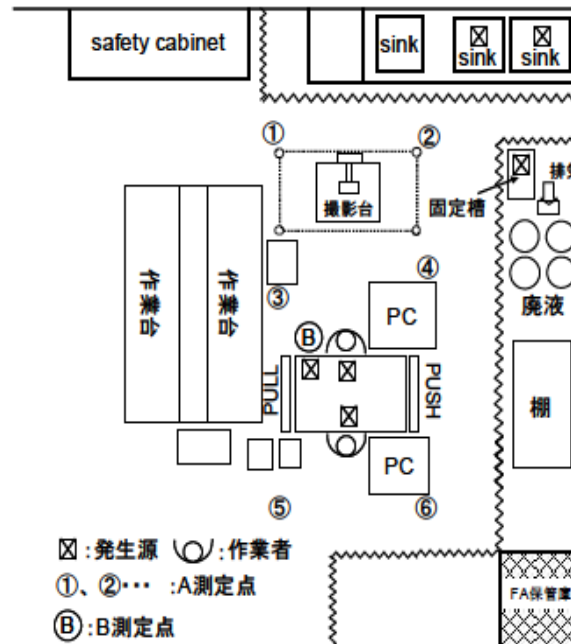 safety cabinet
sink
sink
sink
①
②
撮影台
固定槽
排気
③
④
廃液
作業台
作業台
PC
Ⓑ
PULL
PUSH
棚
PC
⑤
⑥
:発生源
:作業者
①、②··· :A測定点
Ⓑ:B測定点
FA保管庫